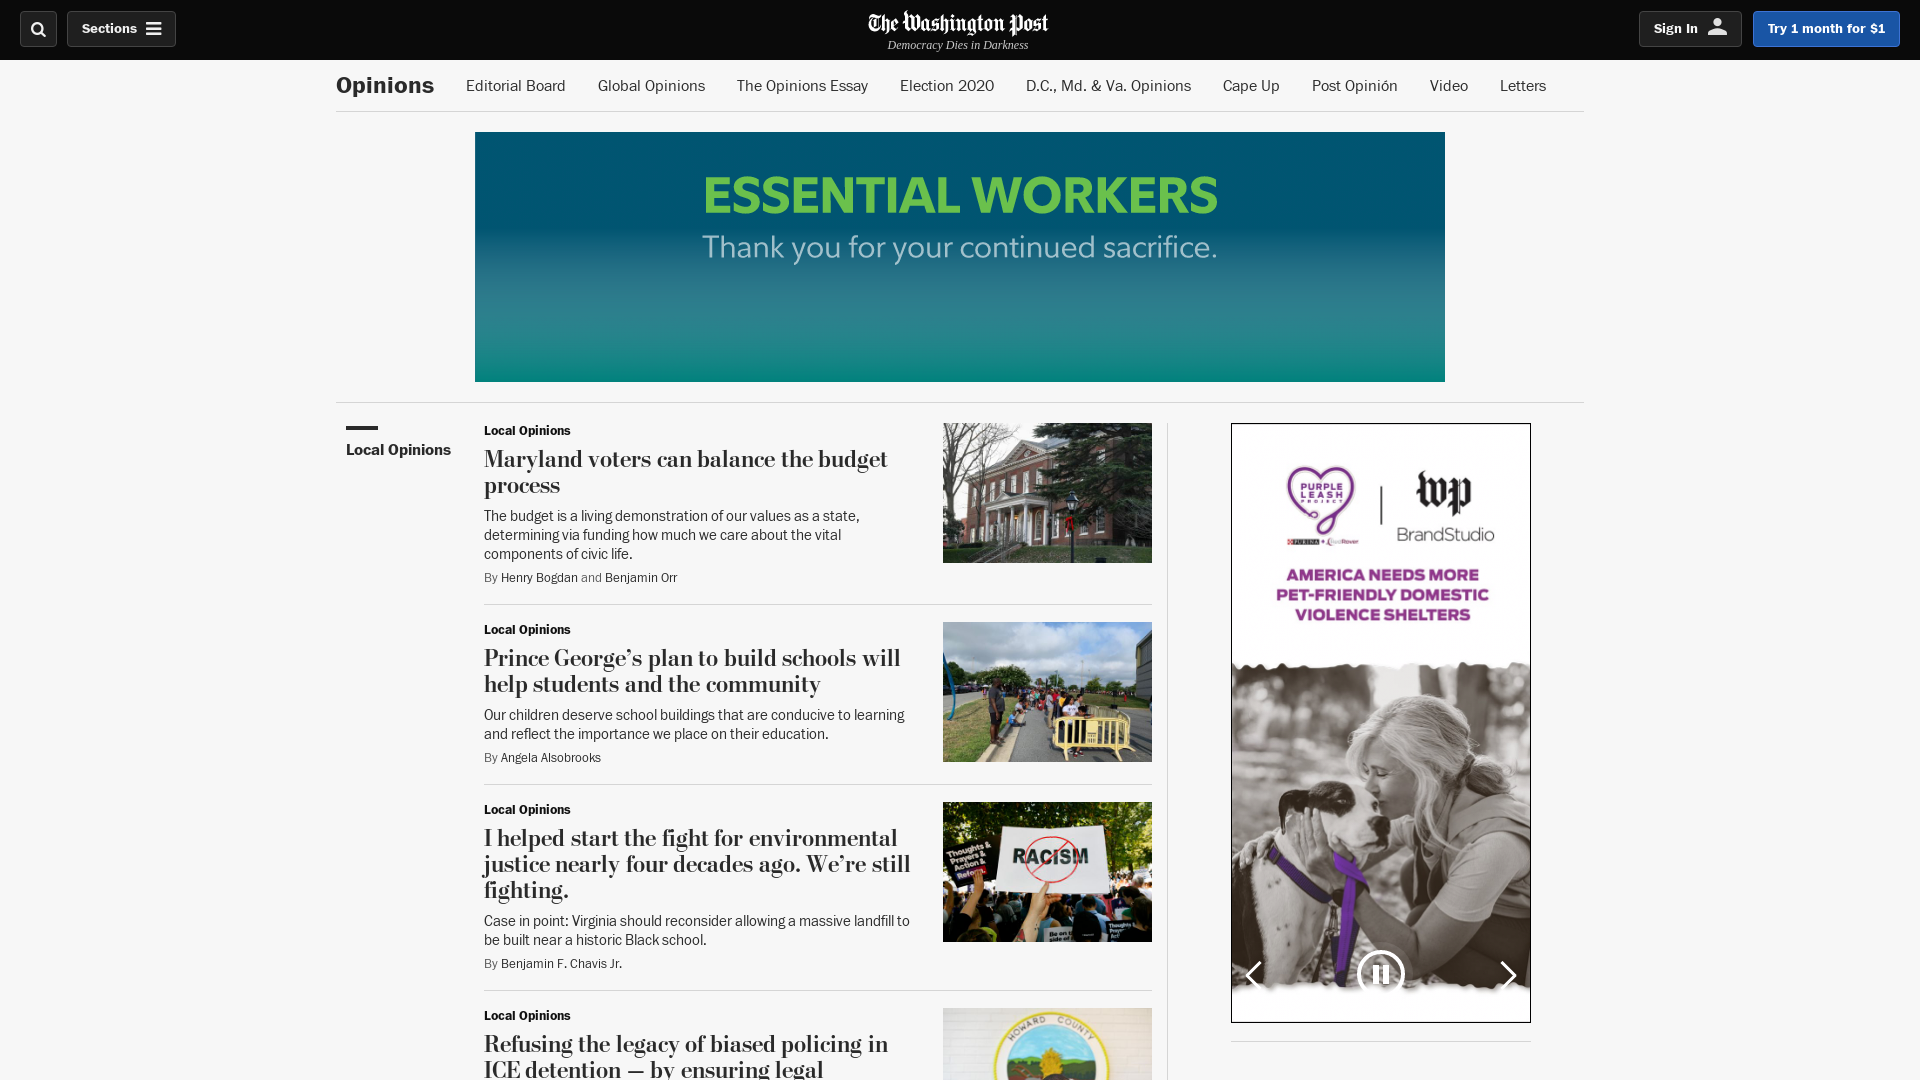 Sections
The Washington Post
Democracy Dies in Darkness
Sign In
Try 1 month for $1
Opinions
Editorial Board
Global Opinions
The Opinions Essay
Election 2020
D.C., Md. & Va. Opinions
Cape Up
Post Opinión
Video
Letters
ESSENTIAL WORKERS
Thank you for your continued sacrifice.
Local Opinions
Local Opinions
Maryland voters can balance the budget
process
The budget is a living demonstration of our values as a state,
determining via funding how much we care about the vital
components of civic life.
By Henry Bogdan and Benjamin Orr
Local Opinions
Prince George’s plan to build schools will
help students and the community
Our children deserve school buildings that are conducive to learning
and reflect the importance we place on their education.
By Angela Alsobrooks
Local Opinions
I helped start the fight for environmental
justice nearly four decades ago. We’re still
fighting.
Case in point: Virginia should reconsider allowing a massive landfill to
be built near a historic Black school.
By Benjamin F. Chavis Jr.
Thoughts &
Prayers &
Action &
Reform.
RACISM
Local Opinions
Refusing the legacy of biased policing in
ICE detention — by ensuring legal
HOWARD COUNTY
PURPLE
LEASH
PROJECT
PURINA
wp
BrandStudio
AMERICA NEEDS MORE
PET-FRIENDLY DOMESTIC
VIOLENCE SHELTERS